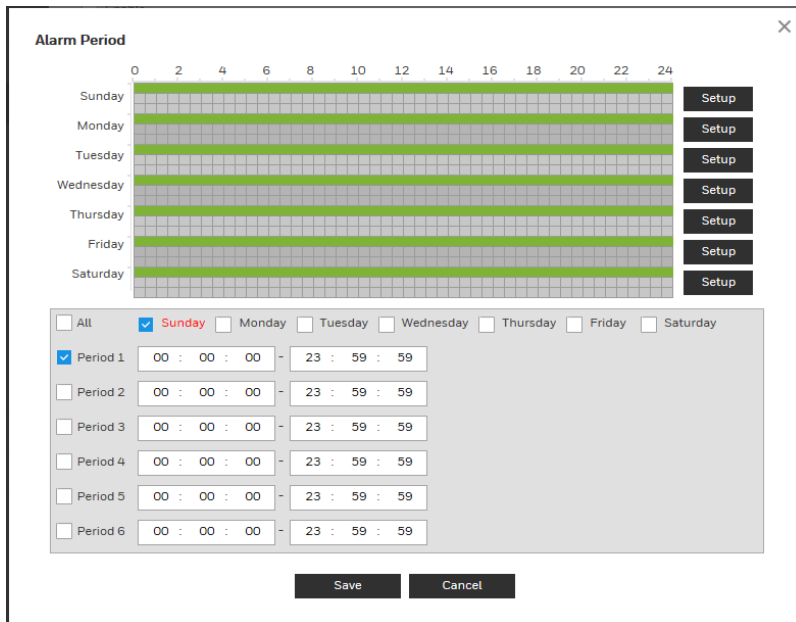 Alarm Period
0 2 4 6 8 10 12 14 16 18 20 22 24
Sunday Setup
Monday Setup
Tuesday Setup
Wednesday Setup
Thursday Setup
Friday Setup
Saturday Setup
All Sunday Monday Tuesday Wednesday Thursday Friday Saturday
Period 1 00 : 00 : 00 - 23 : 59 : 59
Period 2 00 : 00 : 00 - 23 : 59 : 59
Period 3 00 : 00 : 00 - 23 : 59 : 59
Period 4 00 : 00 : 00 - 23 : 59 : 59
Period 5 00 : 00 : 00 - 23 : 59 : 59
Period 6 00 : 00 : 00 - 23 : 59 : 59
Save Cancel